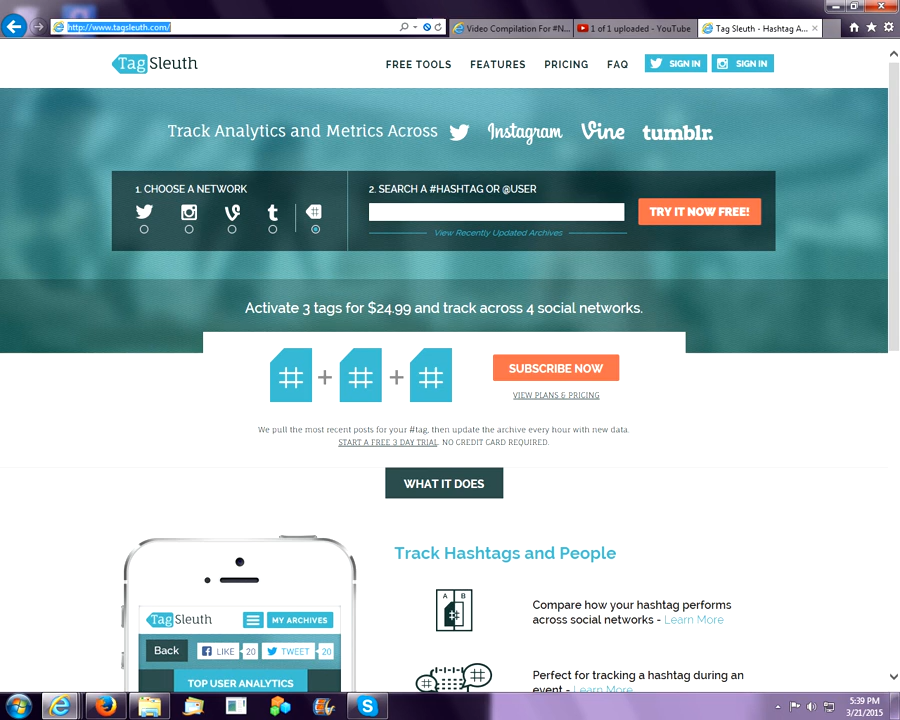 http://www.tagsleuth.com/
Video Compilation For #N...
1 of 1 uploaded - YouTube
Tag Sleuth - Hashtag A...
Tag Sleuth
FREE TOOLS
FEATURES
PRICING
FAQ
SIGN IN
SIGN IN
Track Analytics and Metrics Across
Instagram
Vine
tumblr.
1. CHOOSE A NETWORK
2. SEARCH A #HASHTAG OR @USER
TRY IT NOW FREE!
View Recently Updated Archives
Activate 3 tags for $24.99 and track across 4 social networks.
# + # + #
SUBSCRIBE NOW
VIEW PLANS & PRICING
We pull the most recent posts for your #tag, then update the archive every hour with new data.
START A FREE 3 DAY TRIAL. NO CREDIT CARD REQUIRED.
WHAT IT DOES
Track Hashtags and People
A B
Compare how your hashtag performs
across social networks - Learn More
Perfect for tracking a hashtag during an
event - Learn More
Tag Sleuth
MY ARCHIVES
Back
LIKE 20
TWEET 20
TOP USER ANALYTICS
5:39 PM
3/21/2015